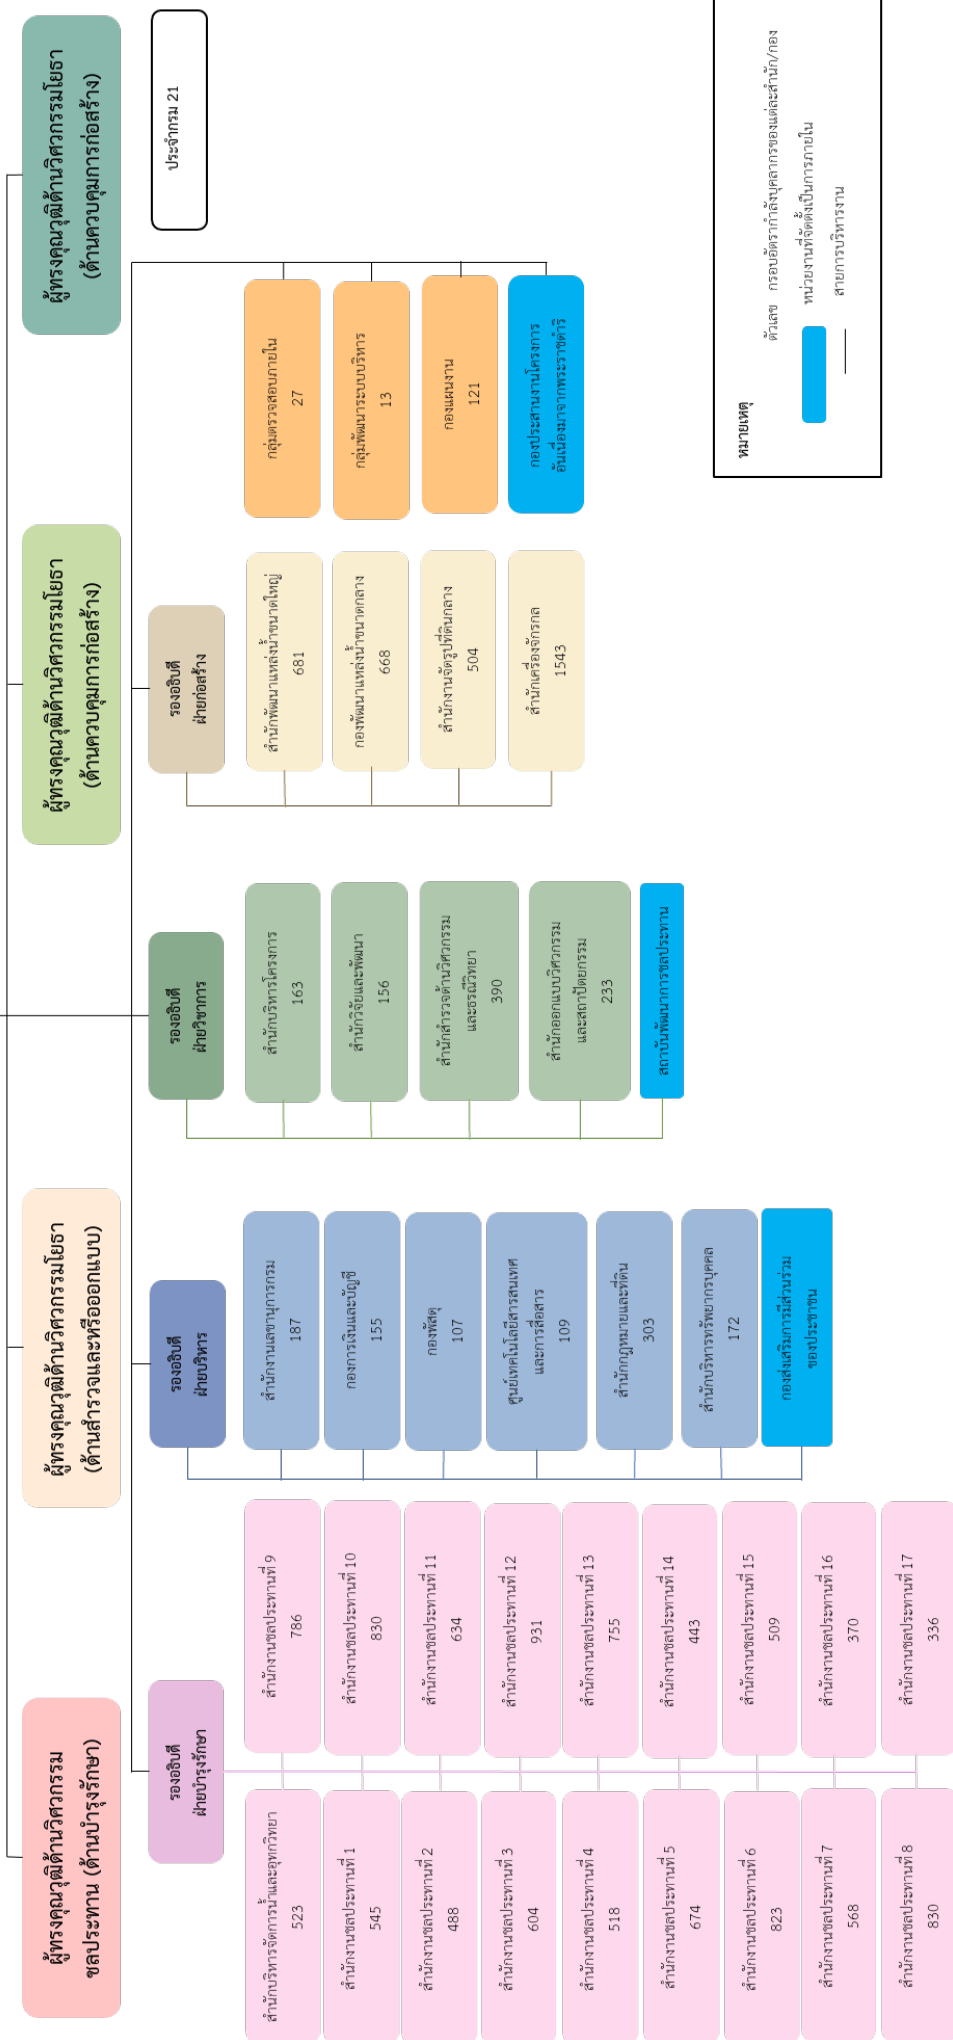 ผู้ทรงคุณวุฒิด้านวิศวกรรม
ชลประทาน (ด้านบำรุงรักษา)
ผู้ทรงคุณวุฒิด้านวิศวกรรมโยธา
(ด้านสำรวจและหรือออกแบบ)
ผู้ทรงคุณวุฒิด้านวิศวกรรมโยธา
(ด้านควบคุมการก่อสร้าง)
ผู้ทรงคุณวุฒิด้านวิศวกรรมโยธา
(ด้านควบคุมการก่อสร้าง)
ประจำกรม 21
รองอธิบดี
ฝ่ายบำรุงรักษา
สำนักบริหารจัดการน้ำและอุทกวิทยา
523
สำนักงานชลประทานที่ 1
545
สำนักงานชลประทานที่ 2
488
สำนักงานชลประทานที่ 3
604
สำนักงานชลประทานที่ 4
518
สำนักงานชลประทานที่ 5
674
สำนักงานชลประทานที่ 6
823
สำนักงานชลประทานที่ 7
568
สำนักงานชลประทานที่ 8
830
สำนักงานชลประทานที่ 9
786
สำนักงานชลประทานที่ 10
830
สำนักงานชลประทานที่ 11
634
สำนักงานชลประทานที่ 12
931
สำนักงานชลประทานที่ 13
755
สำนักงานชลประทานที่ 14
443
สำนักงานชลประทานที่ 15
509
สำนักงานชลประทานที่ 16
370
สำนักงานชลประทานที่ 17
336
รองอธิบดี
ฝ่ายบริหาร
สำนักงานเลขานุการกรม
187
กองการเงินและบัญชี
155
กองพัสดุ
107
ศูนย์เทคโนโลยีสารสนเทศ
และการสื่อสาร
109
สำนักกฎหมายและที่ดิน
303
สำนักบริหารทรัพยากรบุคคล
172
กองส่งเสริมการมีส่วนร่วม
ของประชาชน
รองอธิบดี
ฝ่ายวิชาการ
สำนักบริหารโครงการ
163
สำนักวิจัยและพัฒนา
156
สำนักสำรวจด้านวิศวกรรม
และธรณีวิทยา
390
สำนักออกแบบวิศวกรรม
และสถาปัตยกรรม
233
สถาบันพัฒนาการชลประทาน
รองอธิบดี
ฝ่ายก่อสร้าง
สำนักพัฒนาแหล่งน้ำขนาดใหญ่
681
กองพัฒนาแหล่งน้ำขนาดกลาง
668
สำนักงานจัดรูปที่ดินกลาง
504
สำนักเครื่องจักรกล
1543
กลุ่มตรวจสอบภายใน
27
กลุ่มพัฒนาระบบบริหาร
13
กองแผนงาน
121
กองประสานงานโครงการ
อันเนื่องมาจากพระราชดำริ
หมายเหตุ
ตัวเลข กรอบอัตรากำลังบุคลากรของแต่ละสำนัก/กอง
หน่วยงานที่จัดตั้งเป็นการภายใน
สายการบริหารงาน